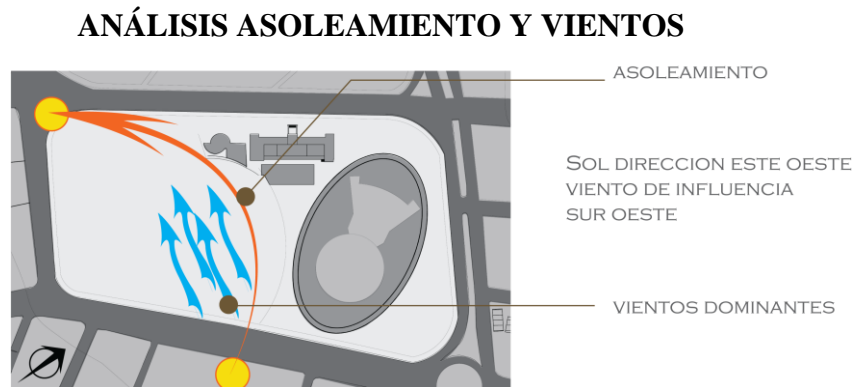 ANÁLISIS ASOLEAMIENTO Y VIENTOS
ASOLEAMIENTO
SOL DIRECCION ESTE OESTE
VIENTO DE INFLUENCIA
SUR OESTE
VIENTOS DOMINANTES